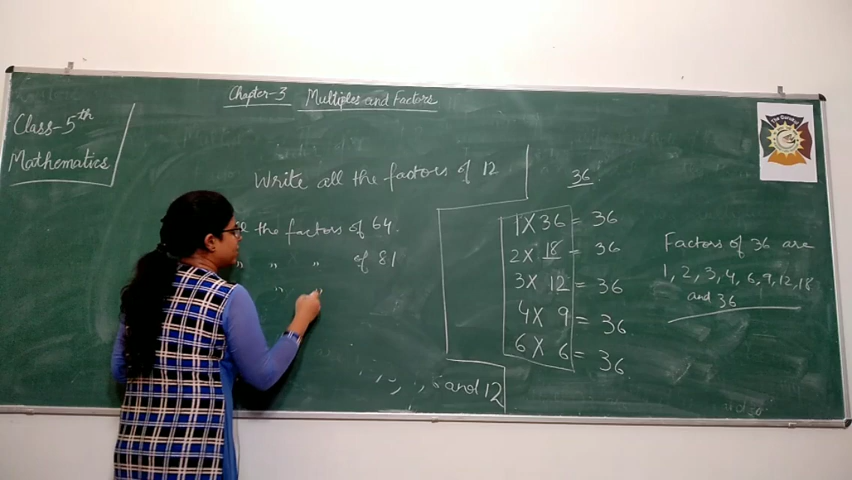 Chapter-3 Multiples and Factors
Class-5th
Mathematics
Write all the factors of 12
the factors of 64.
" " of 81
" "
6 and 12
36
1 X 36 = 36
2 X 18 = 36
3 X 12 = 36
4 X 9 = 36
6 X 6 = 36
Factors of 36 are
1, 2, 3, 4, 6, 9, 12, 18
and 36